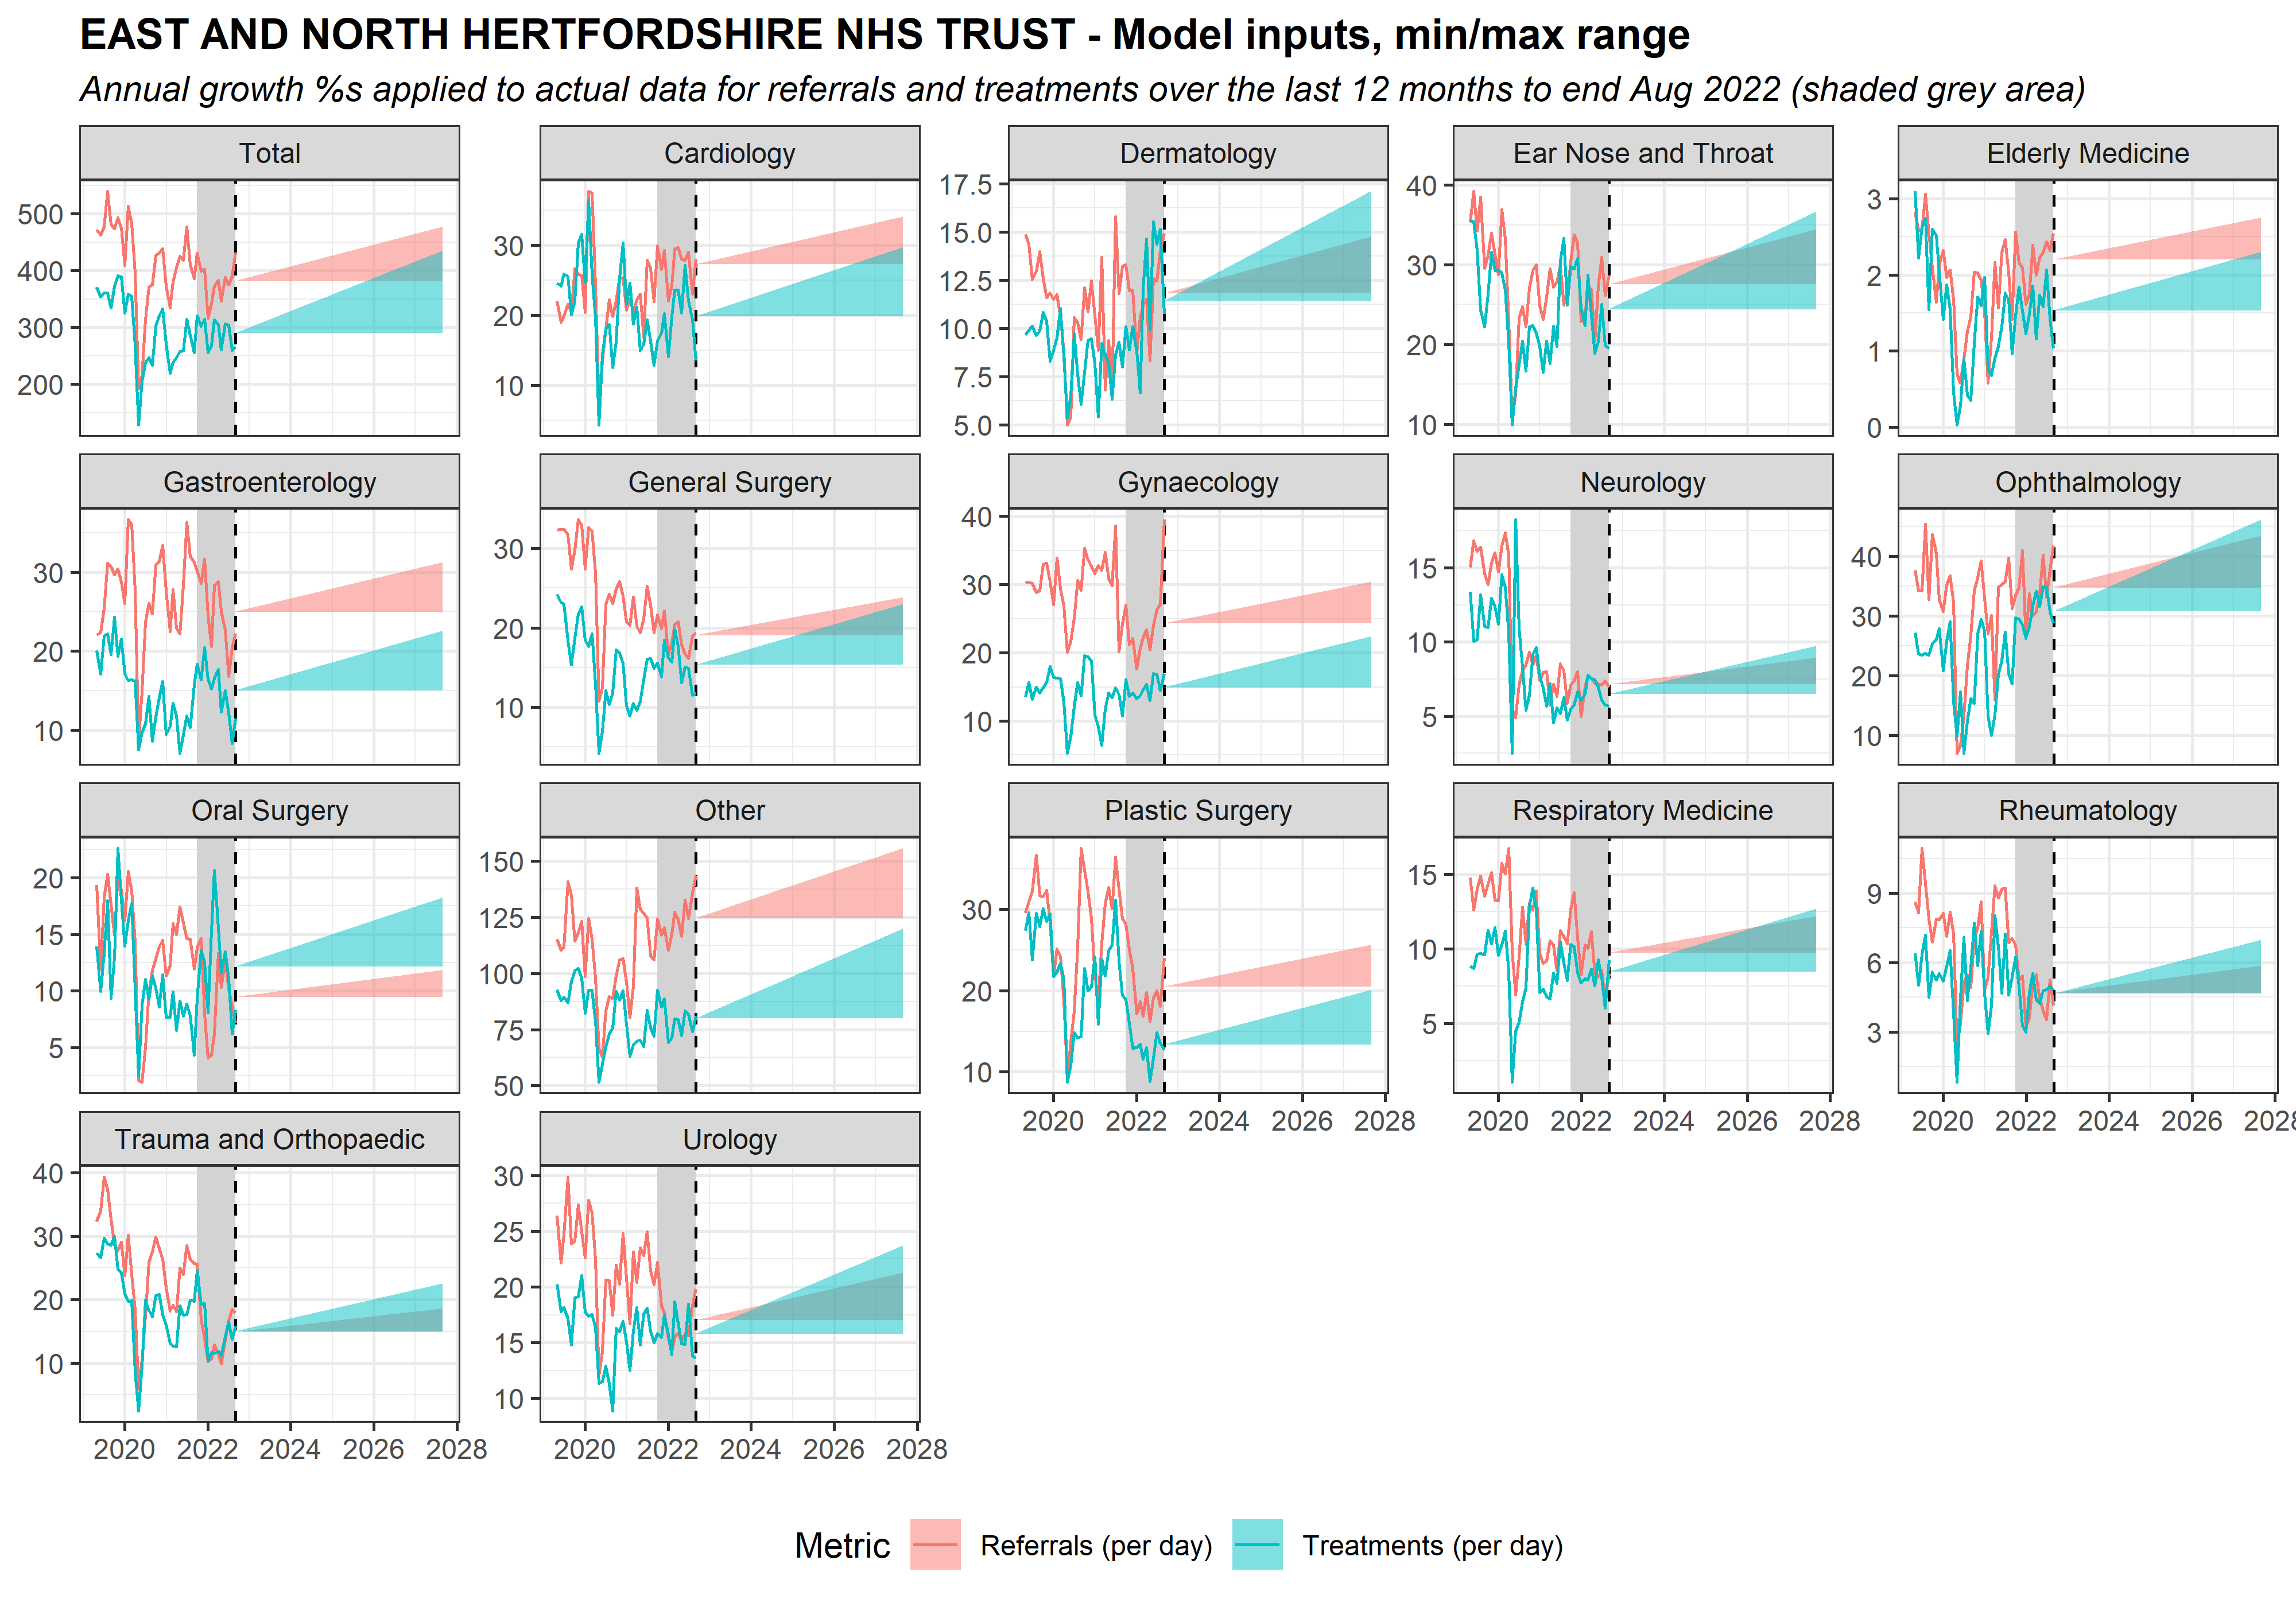 EAST AND NORTH HERTFORDSHIRE NHS TRUST - Model inputs, min/max range
Annual growth %s applied to actual data for referrals and treatments over the last 12 months to end Aug 2022 (shaded grey area)
Total
500
400
300
200
Cardiology
30
20
10
Dermatology
17.5
15.0
12.5
10.0
7.5
5.0
Ear Nose and Throat
40
30
20
10
Elderly Medicine
3
2
1
0
Gastroenterology
30
20
10
General Surgery
30
20
10
Gynaecology
40
30
20
10
Neurology
15
10
5
Ophthalmology
40
30
20
10
Oral Surgery
20
15
10
5
Other
150
125
100
75
50
Plastic Surgery
30
20
10
2020 2022 2024 2026 2028
Respiratory Medicine
15
10
5
2020 2022 2024 2026 2028
Rheumatology
9
6
3
2020 2022 2024 2026 2028
Trauma and Orthopaedic
40
30
20
10
2020 2022 2024 2026 2028
Urology
30
25
20
15
10
2020 2022 2024 2026 2028
Metric Referrals (per day) Treatments (per day)